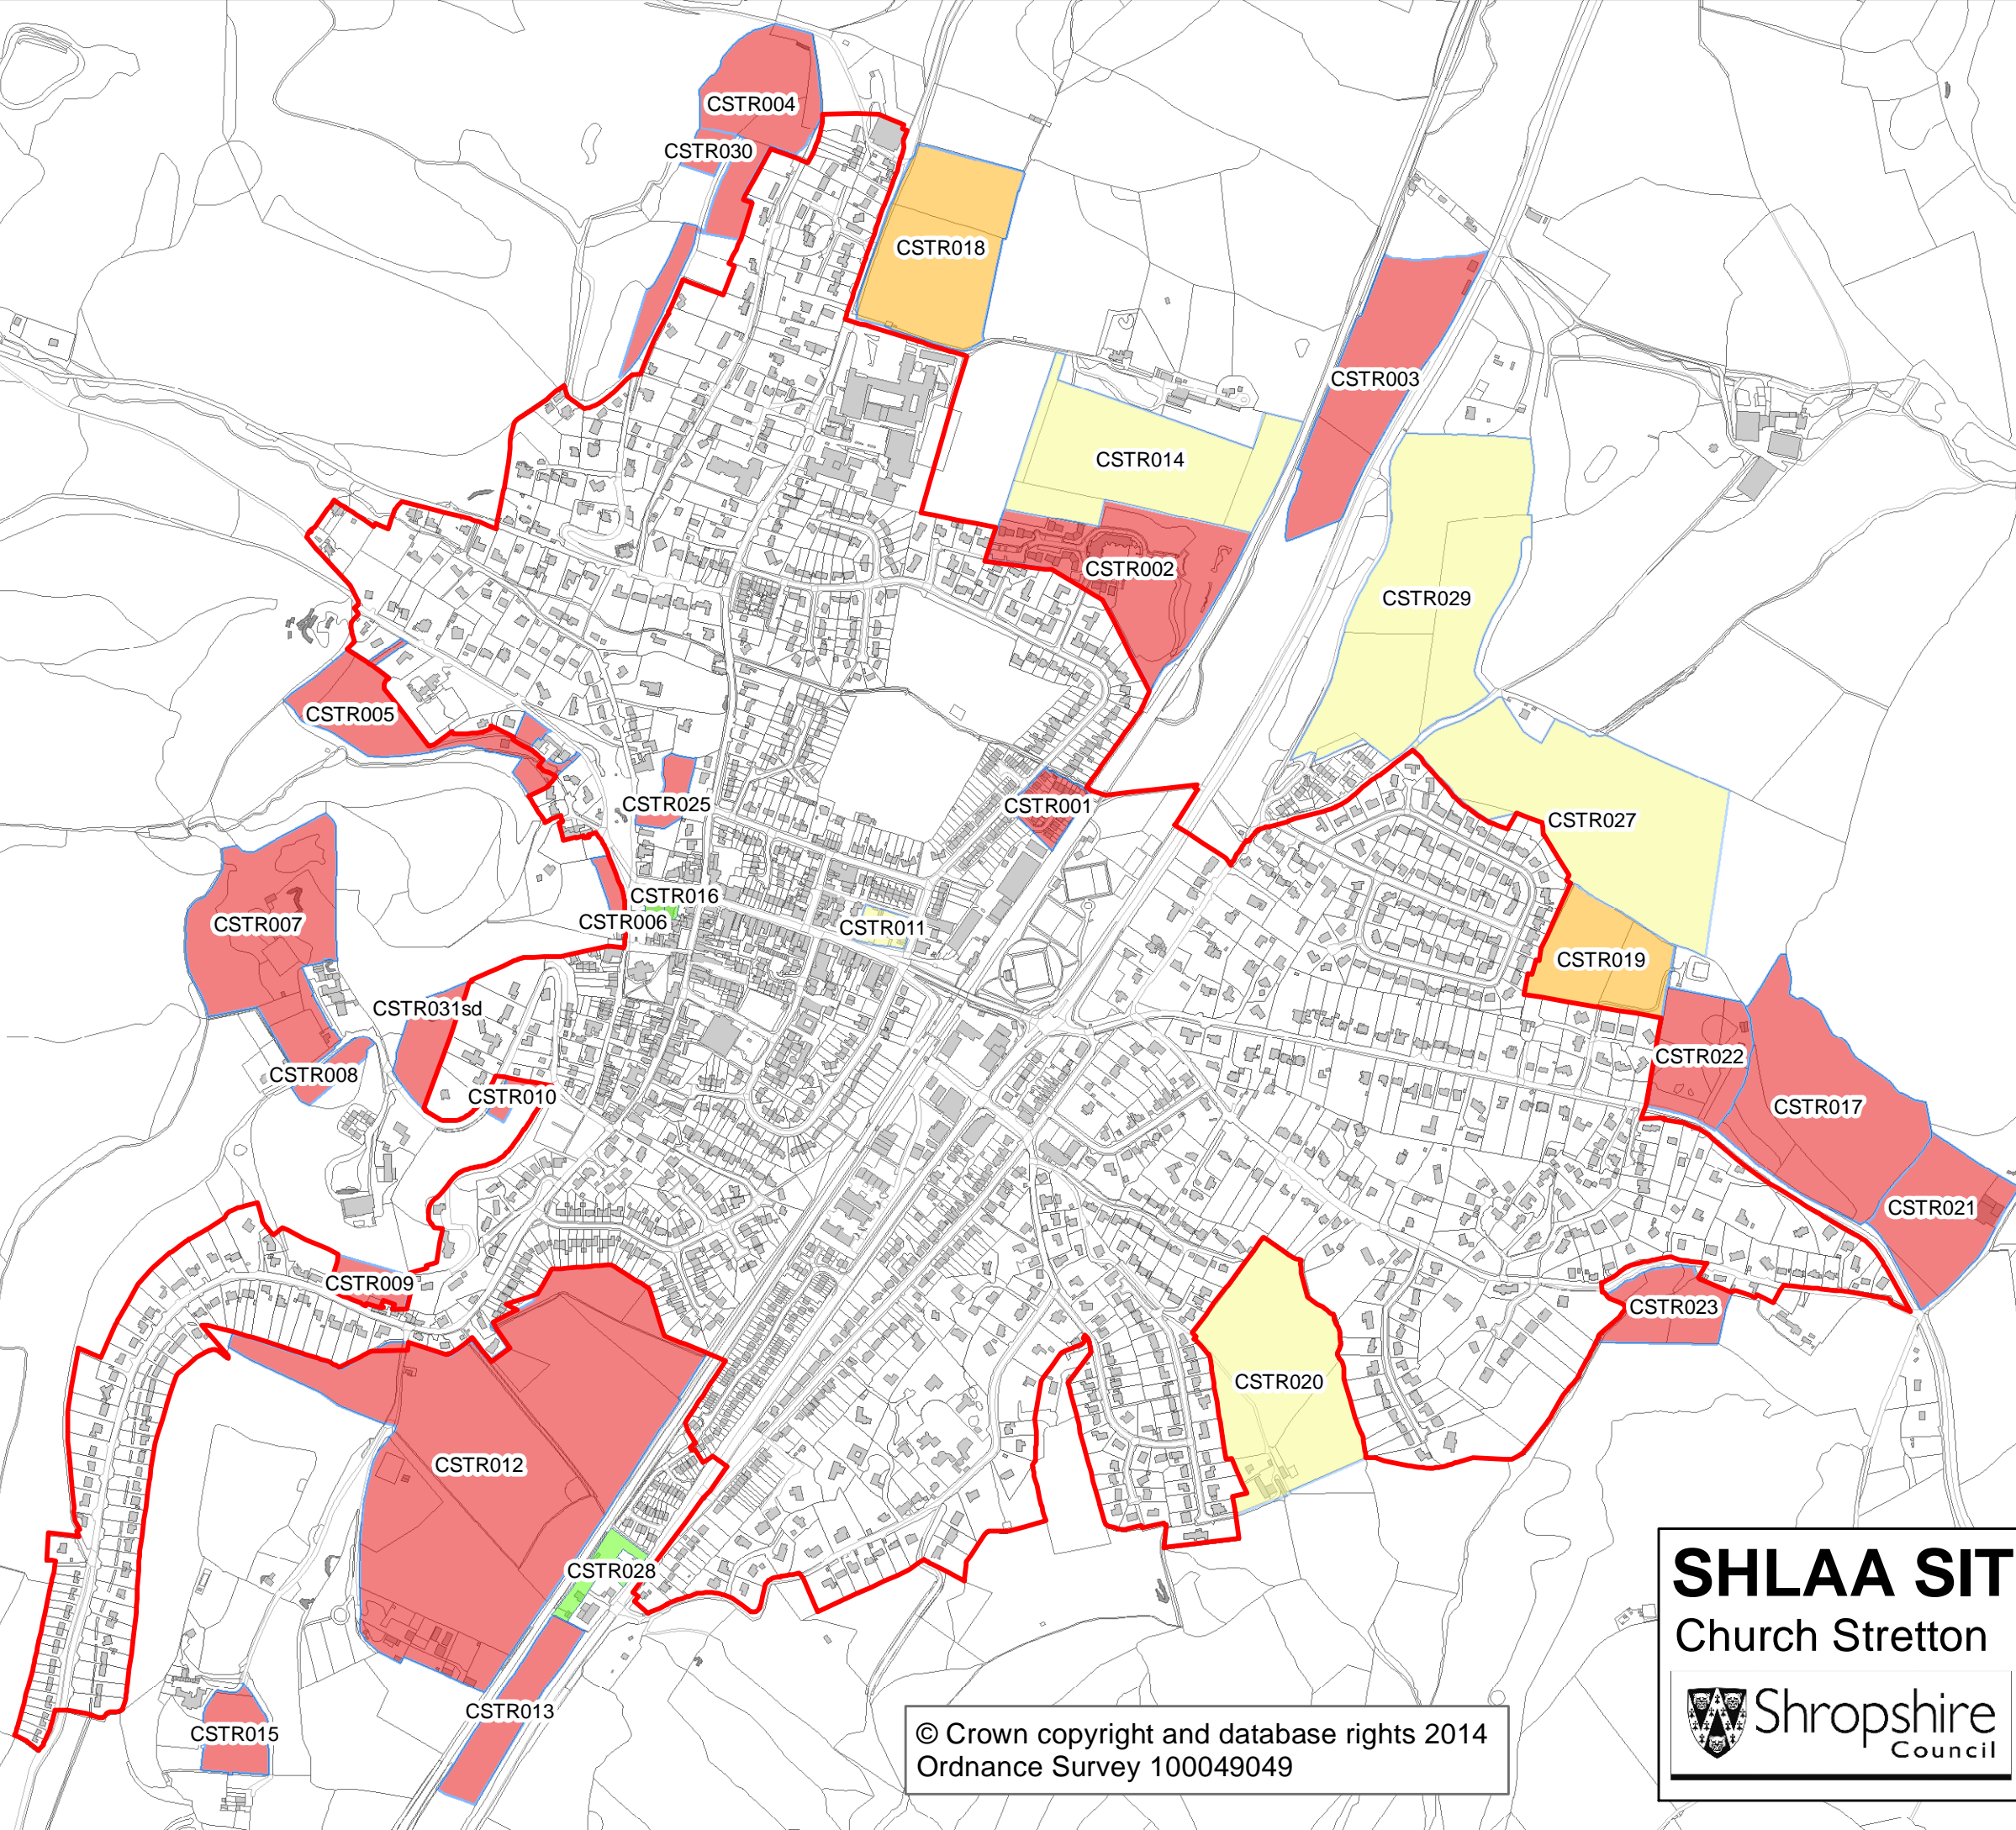 CSTR004
CSTR030
CSTR018
CSTR003
CSTR014
CSTR002
CSTR029
CSTR005
CSTR025
CSTR001
CSTR027
CSTR016
CSTR006
CSTR007
CSTR011
CSTR019
CSTR031sd
CSTR022
CSTR008
CSTR010
CSTR017
CSTR021
CSTR009
CSTR023
CSTR020
CSTR012
CSTR028
CSTR013
CSTR015
SHLAA SIT
Church Stretton
Shropshire
Council
© Crown copyright and database rights 2014
Ordnance Survey 100049049